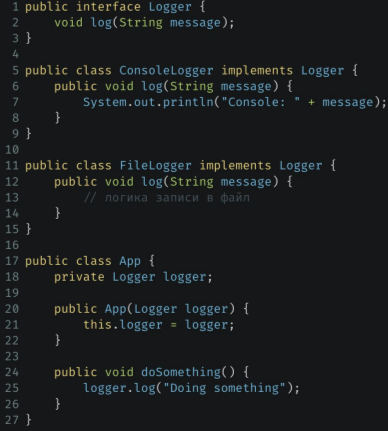 1 public interface Logger {
2     void log(String message);
3 }
4
5 public class ConsoleLogger implements Logger {
6     public void log(String message) {
7         System.out.println("Console: " + message);
8     }
9 }
10
11 public class FileLogger implements Logger {
12     public void log(String message) {
13         // логика записи в файл
14     }
15 }
16
17 public class App {
18     private Logger logger;
19
20     public App(Logger logger) {
21         this.logger = logger;
22     }
23
24     public void doSomething() {
25         logger.log("Doing something");
26     }
27 }